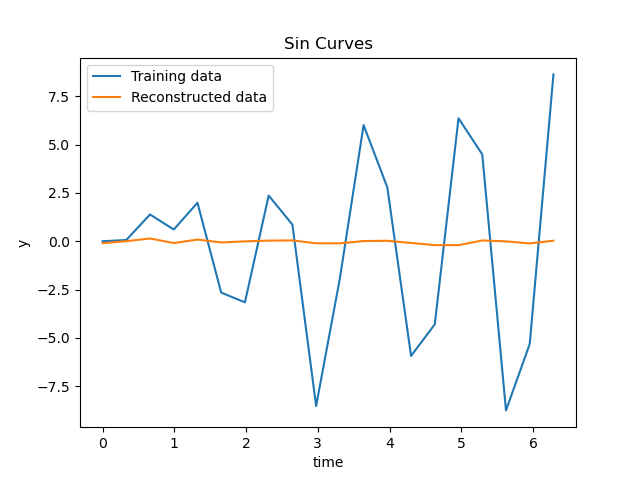 Sin Curves
Training data
Reconstructed data
7.5
5.0
2.5
0.0
−2.5
−5.0
−7.5
y
0 1 2 3 4 5 6
time